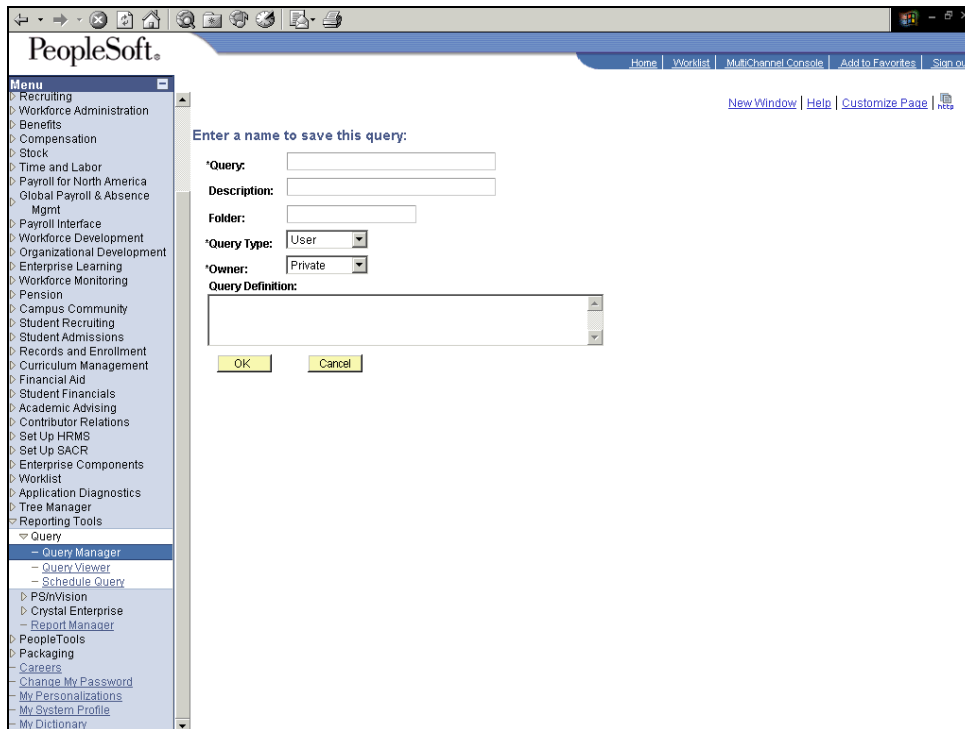 PeopleSoft®
Home | Worklist | MultiChannel Console | Add to Favorites | Sign ou
Menu
New Window | Help | Customize Page | http
Recruiting
Workforce Administration
Benefits
Compensation
Stock
Time and Labor
Payroll for North America
Global Payroll & Absence
Mgmt
Payroll Interface
Workforce Development
Organizational Development
Enterprise Learning
Workforce Monitoring
Pension
Campus Community
Student Recruiting
Student Admissions
Records and Enrollment
Curriculum Management
Financial Aid
Student Financials
Academic Advising
Contributor Relations
Set Up HRMS
Set Up SACR
Enterprise Components
Worklist
Application Diagnostics
Tree Manager
Reporting Tools
Query
– Query Manager
– Query Viewer
– Schedule Query
PS/nVision
Crystal Enterprise
– Report Manager
PeopleTools
Packaging
– Careers
– Change My Password
– My Personalizations
– My System Profile
– My Dictionary
Enter a name to save this query:
*Query:
Description:
Folder:
*Query Type: User
*Owner: Private
Query Definition:
OK Cancel